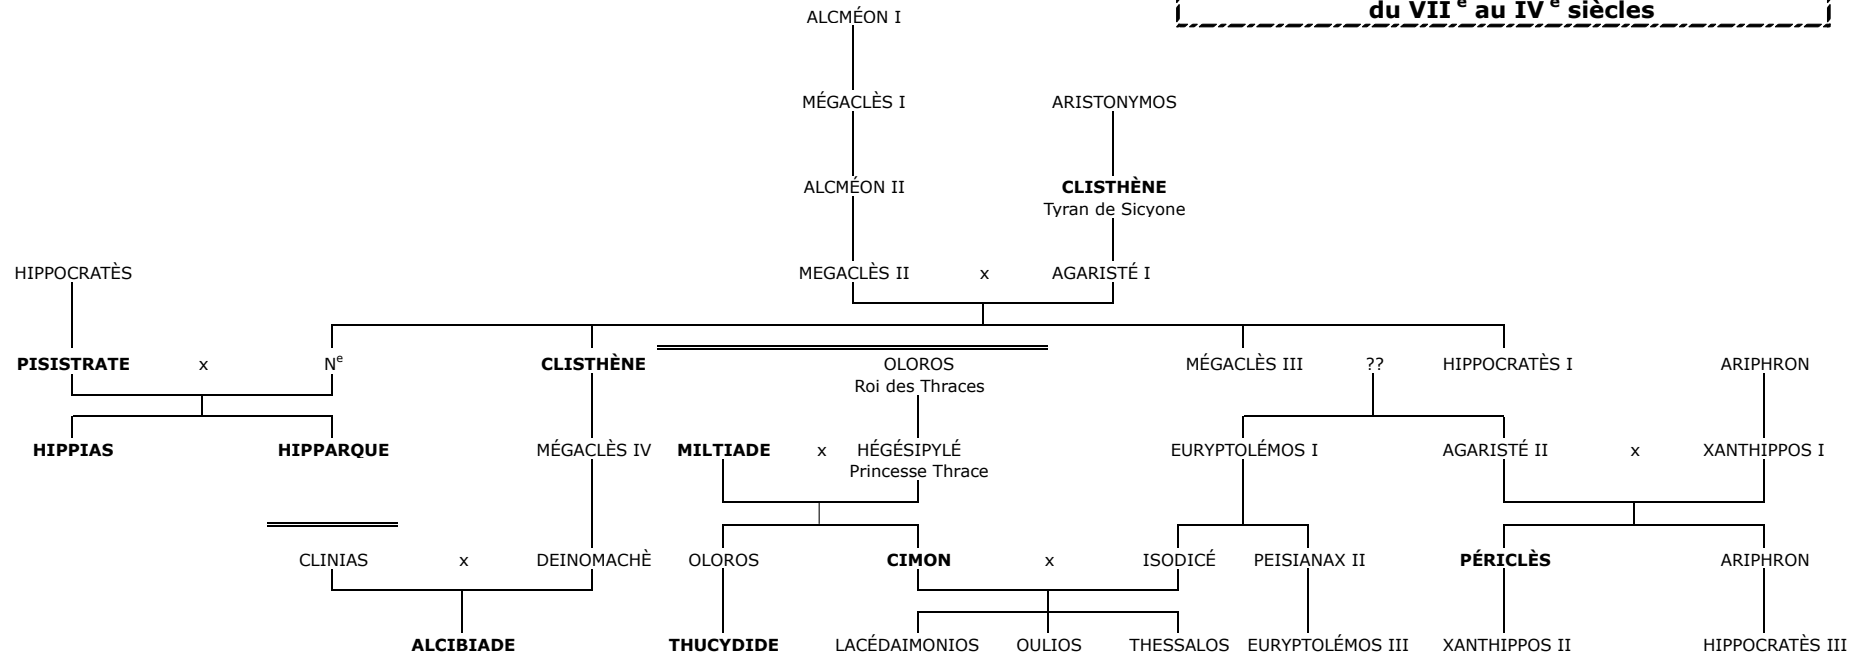 du VIIe au IVe siècles
ALCMÉON I
MÉGACLÈS I ARISTONYMOS
ALCMÉON II CLISTHÈNE
Tyran de Sicyone
HIPPOCRATÈS MEGACLÈS II x AGARISTÉ I
PISISTRATE x Ne CLISTHÈNE OLOROS MÉGACLÈS III ?? HIPPOCRATÈS I ARIPHRON
Roi des Thraces
HIPPIAS HIPPARQUE MÉGACLÈS IV MILTIADE x HÉGÉSIPYLÉ EURYPTOLÉMOS I AGARISTÉ II x XANTHIPPOS I
Princesse Thrace
CLINIAS x DEINOMACHÈ OLOROS CIMON x ISODICÉ PEISIANAX II PÉRICLÈS ARIPHRON
ALCIBIADE THUCYDIDE LACÉDAIMONIOS OULIOS THESSALOS EURYPTOLÉMOS III XANTHIPPOS II HIPPOCRATÈS III